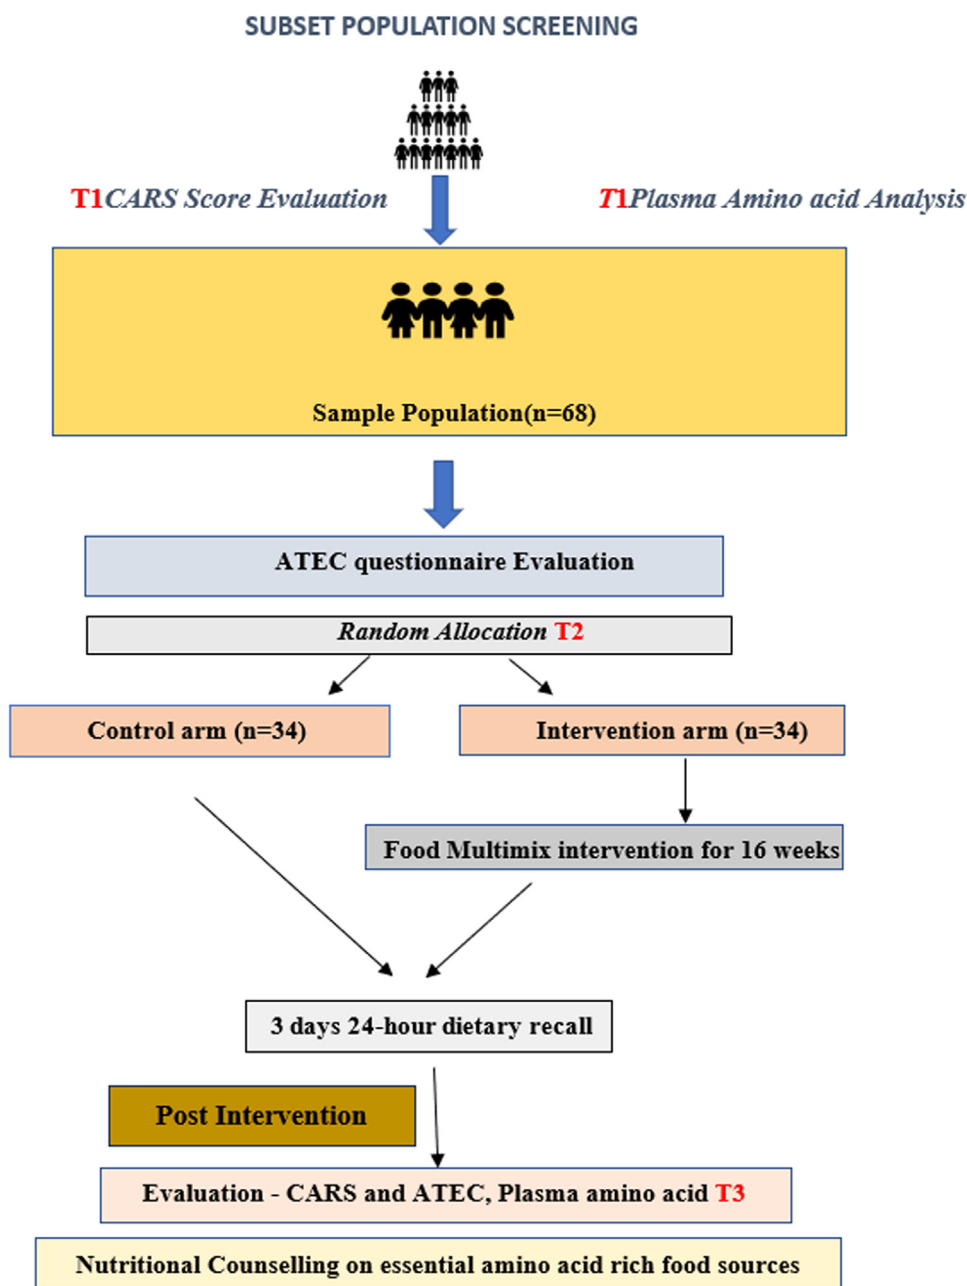 SUBSET POPULATION SCREENING
T1CARS Score Evaluation
T1Plasma Amino acid Analysis
Sample Population(n=68)
ATEC questionnaire Evaluation
Random Allocation T2
Control arm (n=34)
Intervention arm (n=34)
Food Multimix intervention for 16 weeks
3 days 24-hour dietary recall
Post Intervention
Evaluation - CARS and ATEC, Plasma amino acid T3
Nutritional Counselling on essential amino acid rich food sources